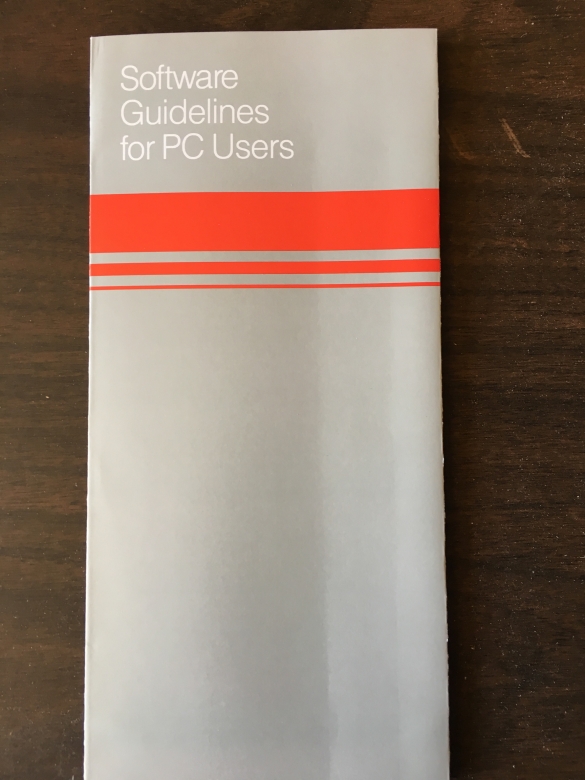 Software
Guidelines
for PC Users